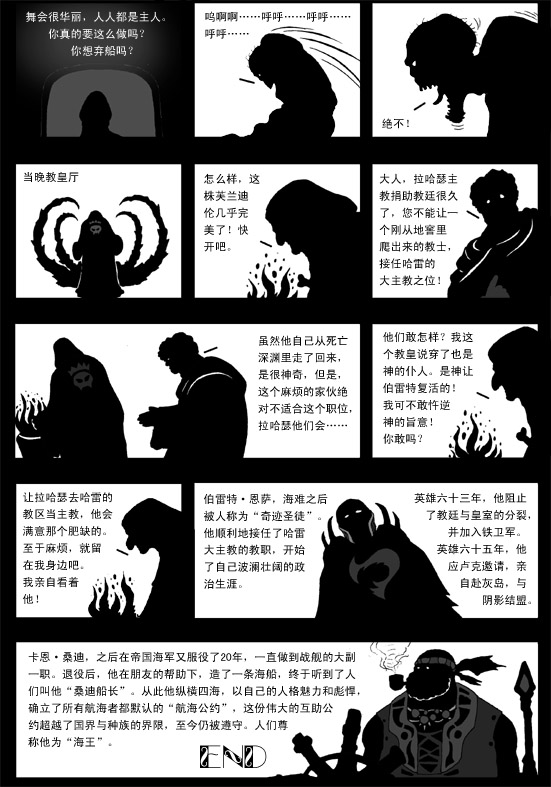 舞会很华丽，人人都是主人。
你真的要这么做吗？
你想弃船吗？
呜啊啊……呼呼……呼呼……
呼呼……
绝不！
当晚教皇厅
怎么样，这
株芙兰迪
伦几乎完
美了！快
开吧。
大人，拉哈瑟主
教捐助教廷很久
了，您不能让一
个刚从地窖里
爬出来的教士，
接任哈雷的
大主教之位！
虽然他自己从死亡
深渊里走了回来，
是很神奇，但是，
这个麻烦的家伙绝
对不适合这个职位，
拉哈瑟他们会……
他们敢怎样？我这
个教皇说穿了也是
神的仆人。是神让
伯雷特复活的！
我可不敢忤逆
神的旨意！
你敢吗？
让拉哈瑟去哈雷的
教区当主教，他会
满意那个肥缺的。
至于麻烦，就留
在我身边吧。
我亲自看着
他！
伯雷特·恩萨，海难之后
被人称为“奇迹圣徒”。
他顺利地接任了哈雷
大主教的教职，开始
了自己波澜壮阔的政
治生涯。
英雄六十三年，他阻止
了教廷与皇室的分裂，
并加入铁卫军。
英雄六十五年，他
应卢克邀请，亲
自赴灰岛，与
阴影结盟。
卡恩·桑迪，之后在帝国海军又服役了20年，一直做到战舰的大副
一职。退役后，他在朋友的帮助下，造了一条海船，终于听到了人
们叫他“桑迪船长”。从此他纵横四海，以自己的人格魅力和彪悍，
确立了所有航海者都默认的“航海公约”，这份伟大的互助公
约超越了国界与种族的界限，至今仍被遵守。人们尊
称他为“海王”。
END